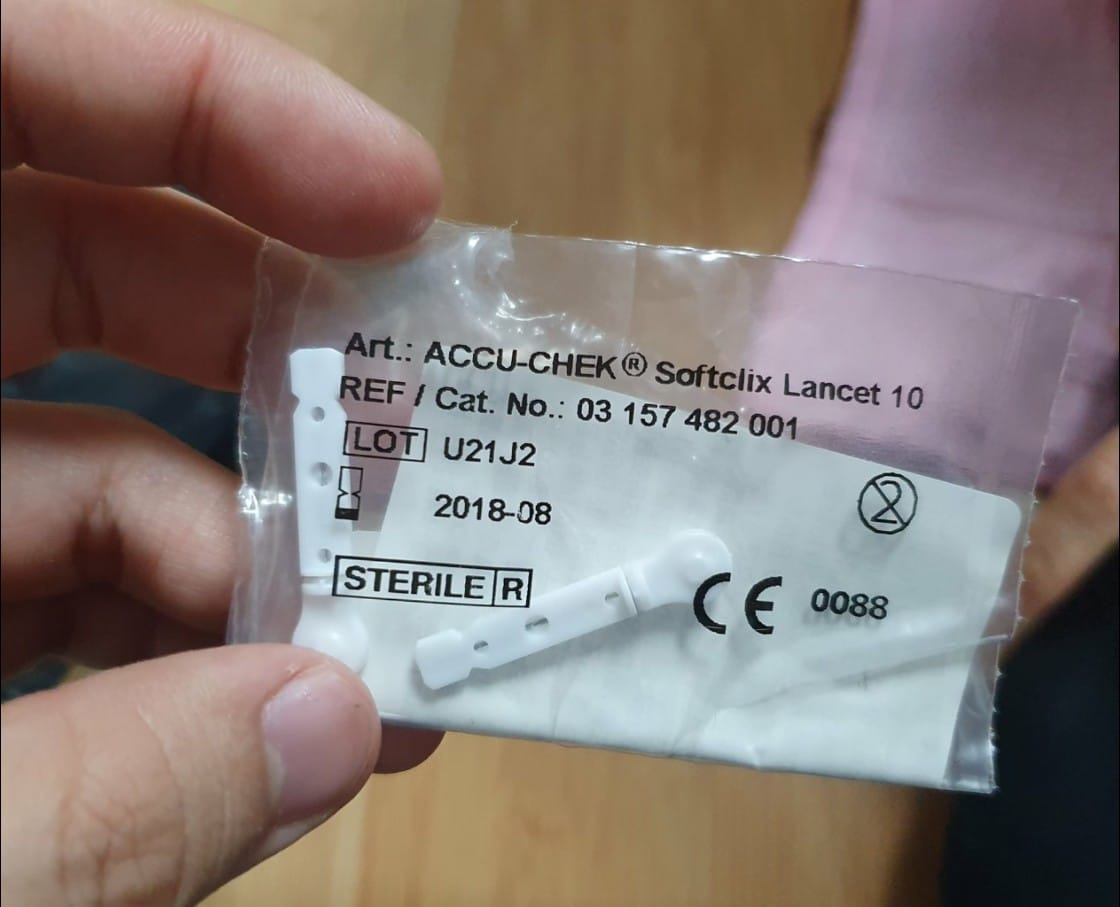 Art.: ACCU-CHEK® Softclix Lancet 10
REF / Cat. No.: 03 157 482 001
LOT U21J2
2018-08
2
STERILE R
CE 0088